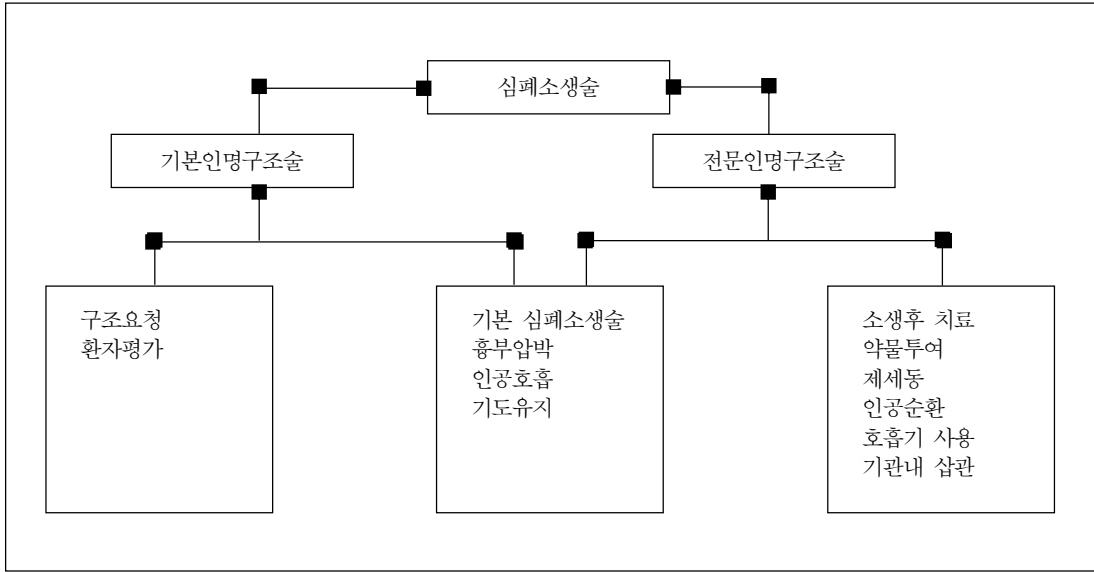 심폐소생술
기본인명구조술
전문인명구조술
구조요청
환자평가
기본 심폐소생술
흉부압박
인공호흡
기도유지
소생후 치료
약물투여
제세동
인공순환
호흡기 사용
기관내 삽관